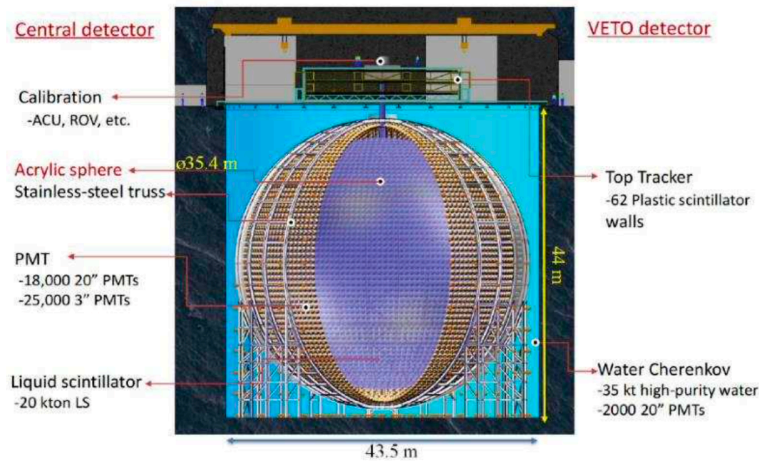 Central detector
VETO detector
Calibration
-ACU, ROV, etc.
Acrylic sphere
ø35.4 m
Stainless-steel truss
Top Tracker
-62 Plastic scintillator
walls
PMT
-18,000 20” PMTs
-25,000 3” PMTs
44 m
Liquid scintillator
-20 kton LS
Water Cherenkov
-35 kt high-purity water
-2000 20” PMTs
43.5 m